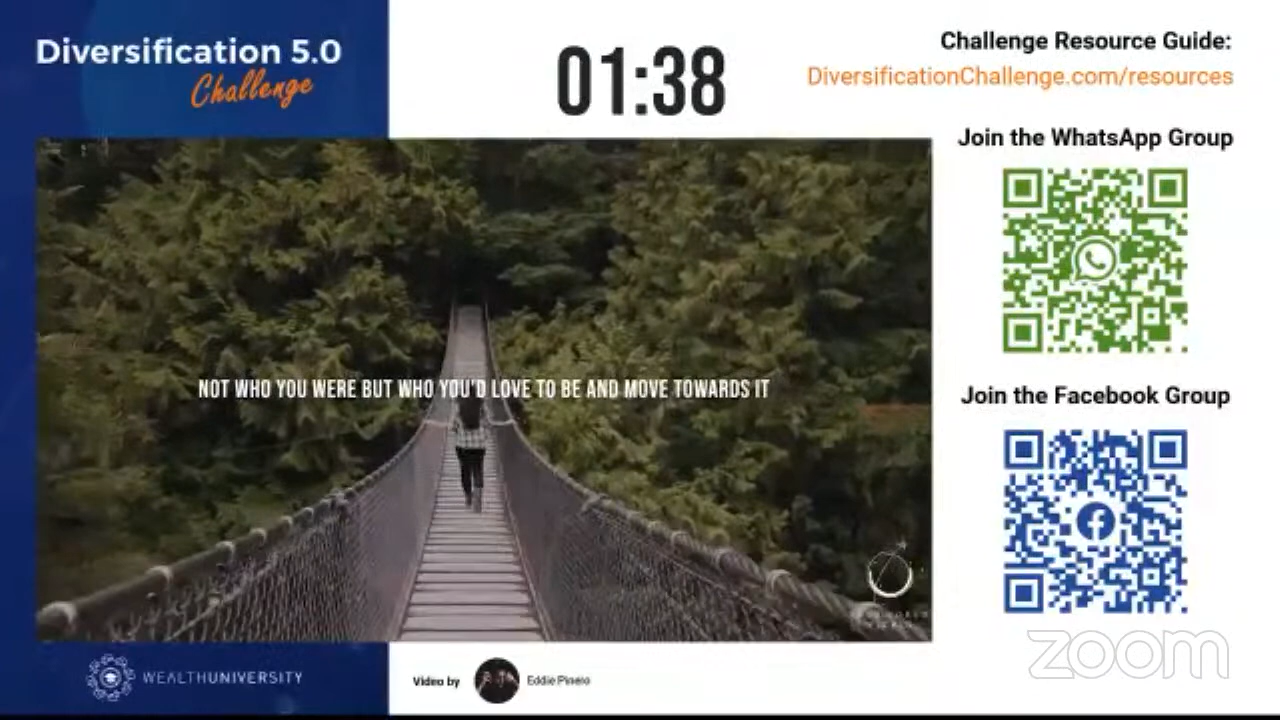 Diversification 5.0
Challenge
01:38
Challenge Resource Guide:
DiversificationChallenge.com/resources
Join the WhatsApp Group
NOT WHO YOU WERE BUT WHO YOU'D LOVE TO BE AND MOVE TOWARDS IT
Join the Facebook Group
WEALTHUNIVERSITY
Video by
Eddie Pinero
zoom